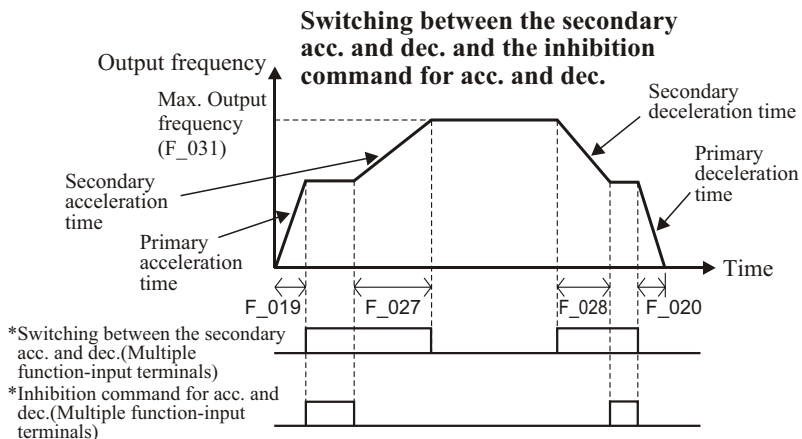 Switching between the secondary
acc. and dec. and the inhibition
command for acc. and dec.
Output frequency
Max. Output
frequency
(F_031)
Secondary
deceleration time
Primary
deceleration
time
Secondary
acceleration
time
Primary
acceleration
time
Time
F_019
F_027
F_028
F_020
*Switching between the secondary
acc. and dec.(Multiple
function-input terminals)
*Inhibition command for acc. and
dec.(Multiple function-input
terminals)